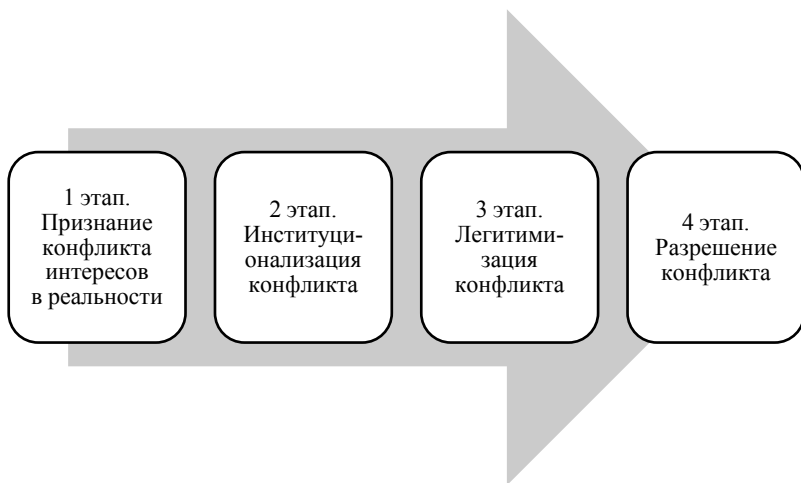 1 этап.
Признание
конфликта
интересов
в реальности
2 этап.
Институци-
онализация
конфликта
3 этап.
Легитими-
зация
конфликта
4 этап.
Разрешение
конфликта